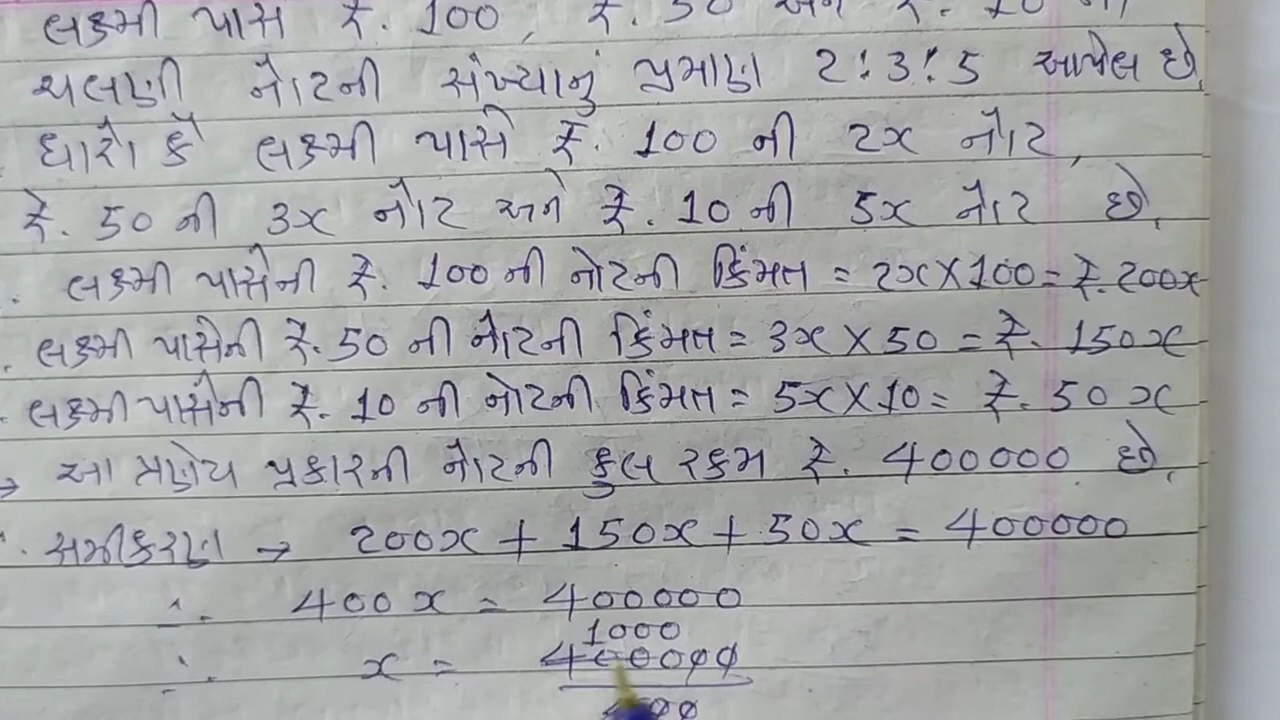 લક્ષ્મી પાસે રૂ. 100, રૂ. 50 અને રૂ. 10 ની
ચલણી નોટની સંખ્યાનું પ્રમાણ 2:3:5 આપેલ છે.
ધારો કે લક્ષ્મી પાસે રૂ. 100 ની 2x નોટ,
રૂ. 50 ની 3x નોટ અને રૂ. 10 ની 5x નોટ છે.
. લક્ષ્મી પાસેની રૂ. 100 ની નોટની કિંમત = 2x×100 = રૂ. 200x
. લક્ષ્મી પાસેની રૂ. 50 ની નોટની કિંમત = 3x × 50 = રૂ. 150x
. લક્ષ્મી પાસેની રૂ. 10 ની નોટની કિંમત = 5x×10 = રૂ. 50x
→ આ ત્રણેય પ્રકારની નોટની કુલ રકમ રૂ. 400000 છે.
∴ સમીકરણ → 200x + 150x + 50x = 400000
∴ 400x = 400000
1000
∴ x = 400000
400